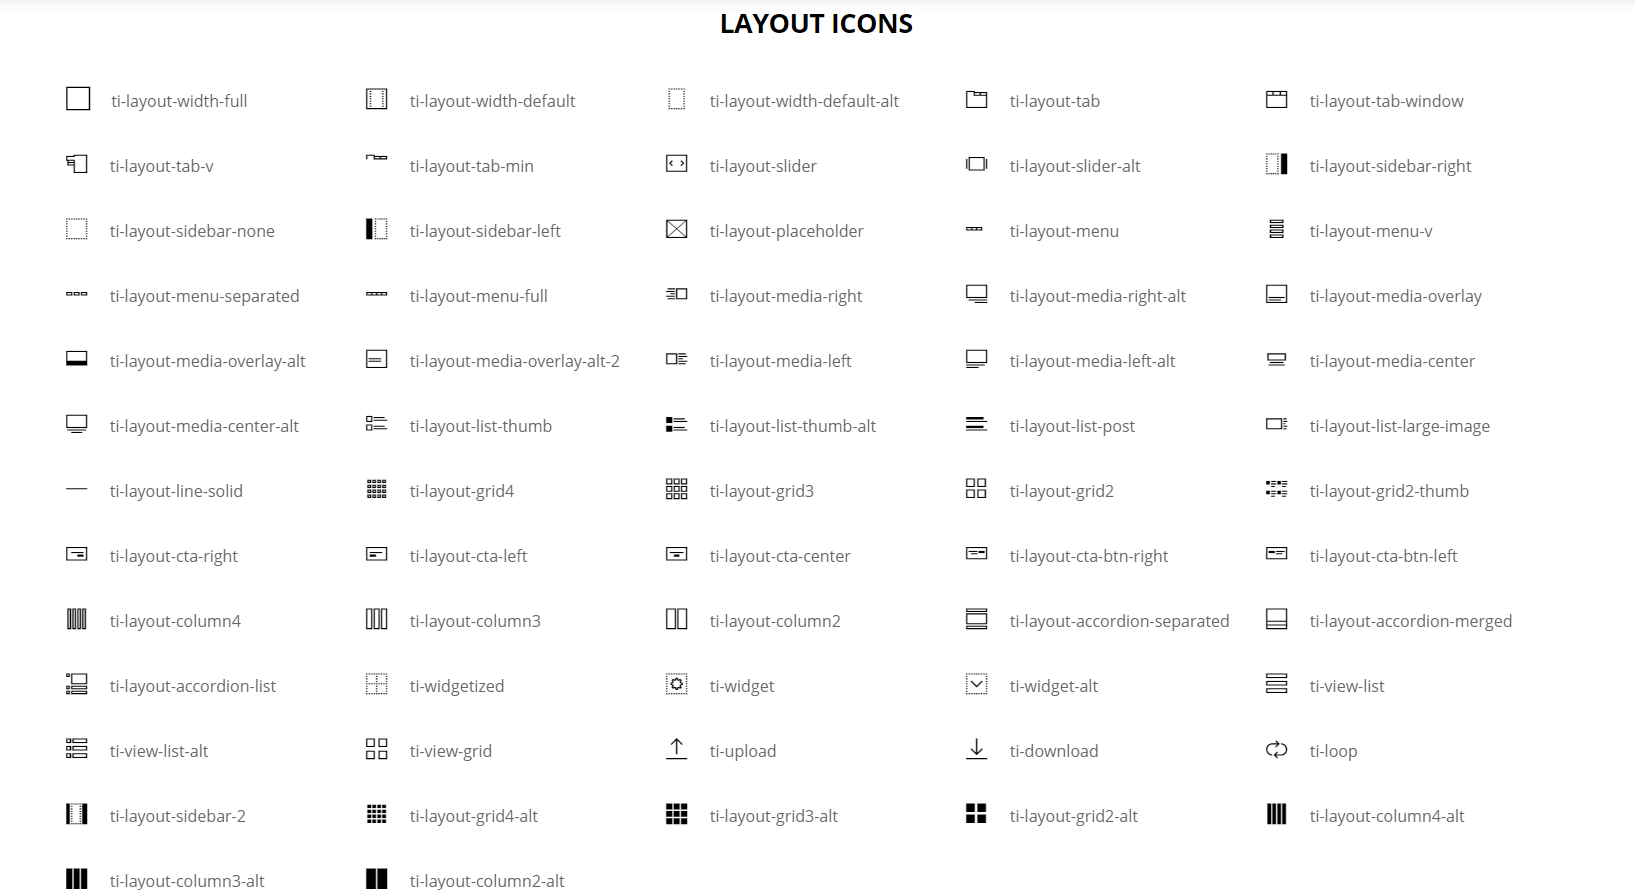 LAYOUT ICONS
ti-layout-width-full ti-layout-width-default ti-layout-width-default-alt ti-layout-tab ti-layout-tab-window
ti-layout-tab-v ti-layout-tab-min ti-layout-slider ti-layout-slider-alt ti-layout-sidebar-right
ti-layout-sidebar-none ti-layout-sidebar-left ti-layout-placeholder ti-layout-menu ti-layout-menu-v
ti-layout-menu-separated ti-layout-menu-full ti-layout-media-right ti-layout-media-right-alt ti-layout-media-overlay
ti-layout-media-overlay-alt ti-layout-media-overlay-alt-2 ti-layout-media-left ti-layout-media-left-alt ti-layout-media-center
ti-layout-media-center-alt ti-layout-list-thumb ti-layout-list-thumb-alt ti-layout-list-post ti-layout-list-large-image
ti-layout-line-solid ti-layout-grid4 ti-layout-grid3 ti-layout-grid2 ti-layout-grid2-thumb
ti-layout-cta-right ti-layout-cta-left ti-layout-cta-center ti-layout-cta-btn-right ti-layout-cta-btn-left
ti-layout-column4 ti-layout-column3 ti-layout-column2 ti-layout-accordion-separated ti-layout-accordion-merged
ti-layout-accordion-list ti-widgetized ti-widget ti-widget-alt ti-view-list
ti-view-list-alt ti-view-grid ti-upload ti-download ti-loop
ti-layout-sidebar-2 ti-layout-grid4-alt ti-layout-grid3-alt ti-layout-grid2-alt ti-layout-column4-alt
ti-layout-column3-alt ti-layout-column2-alt